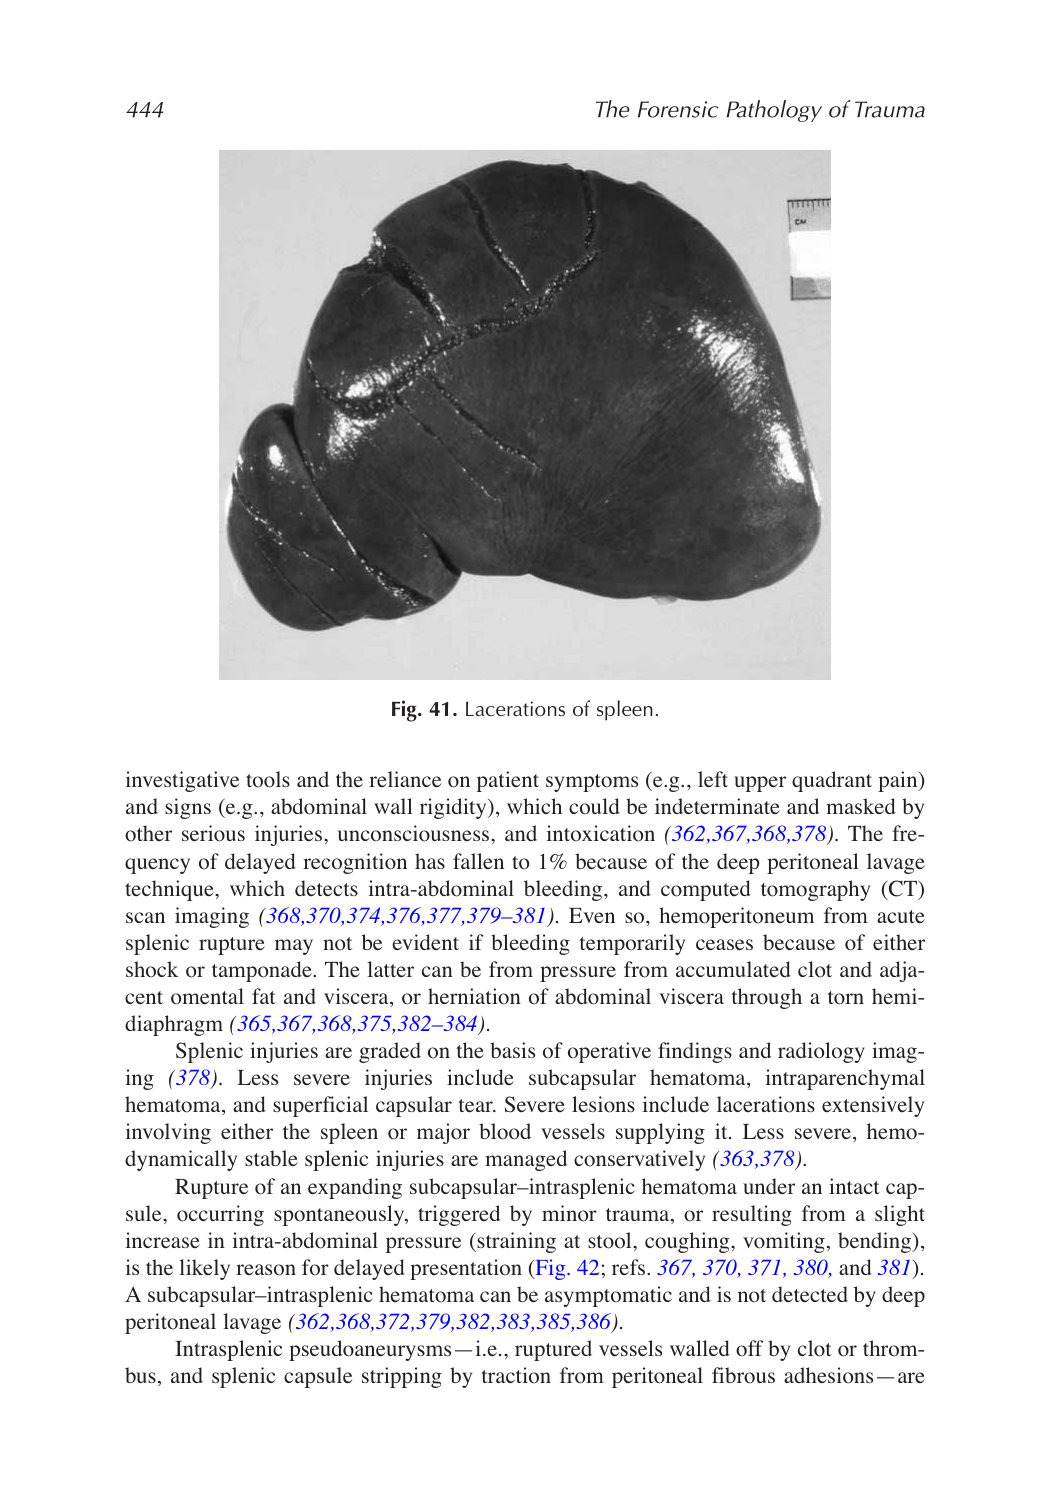 444
The Forensic Pathology of Trauma
CM
Fig. 41. Lacerations of spleen.
investigative tools and the reliance on patient symptoms (e.g., left upper quadrant pain)
and signs (e.g., abdominal wall rigidity), which could be indeterminate and masked by
other serious injuries, unconsciousness, and intoxication (362,367,368,378). The fre-
quency of delayed recognition has fallen to 1% because of the deep peritoneal lavage
technique, which detects intra-abdominal bleeding, and computed tomography (CT)
scan imaging (368,370,374,376,377,379–381). Even so, hemoperitoneum from acute
splenic rupture may not be evident if bleeding temporarily ceases because of either
shock or tamponade. The latter can be from pressure from accumulated clot and adja-
cent omental fat and viscera, or herniation of abdominal viscera through a torn hemi-
diaphragm (365,367,368,375,382–384).
Splenic injuries are graded on the basis of operative findings and radiology imag-
ing (378). Less severe injuries include subcapsular hematoma, intraparenchymal
hematoma, and superficial capsular tear. Severe lesions include lacerations extensively
involving either the spleen or major blood vessels supplying it. Less severe, hemo-
dynamically stable splenic injuries are managed conservatively (363,378).
Rupture of an expanding subcapsular–intrasplenic hematoma under an intact cap-
sule, occurring spontaneously, triggered by minor trauma, or resulting from a slight
increase in intra-abdominal pressure (straining at stool, coughing, vomiting, bending),
is the likely reason for delayed presentation (Fig. 42; refs. 367, 370, 371, 380, and 381).
A subcapsular–intrasplenic hematoma can be asymptomatic and is not detected by deep
peritoneal lavage (362,368,372,379,382,383,385,386).
Intrasplenic pseudoaneurysms—i.e., ruptured vessels walled off by clot or throm-
bus, and splenic capsule stripping by traction from peritoneal fibrous adhesions—are